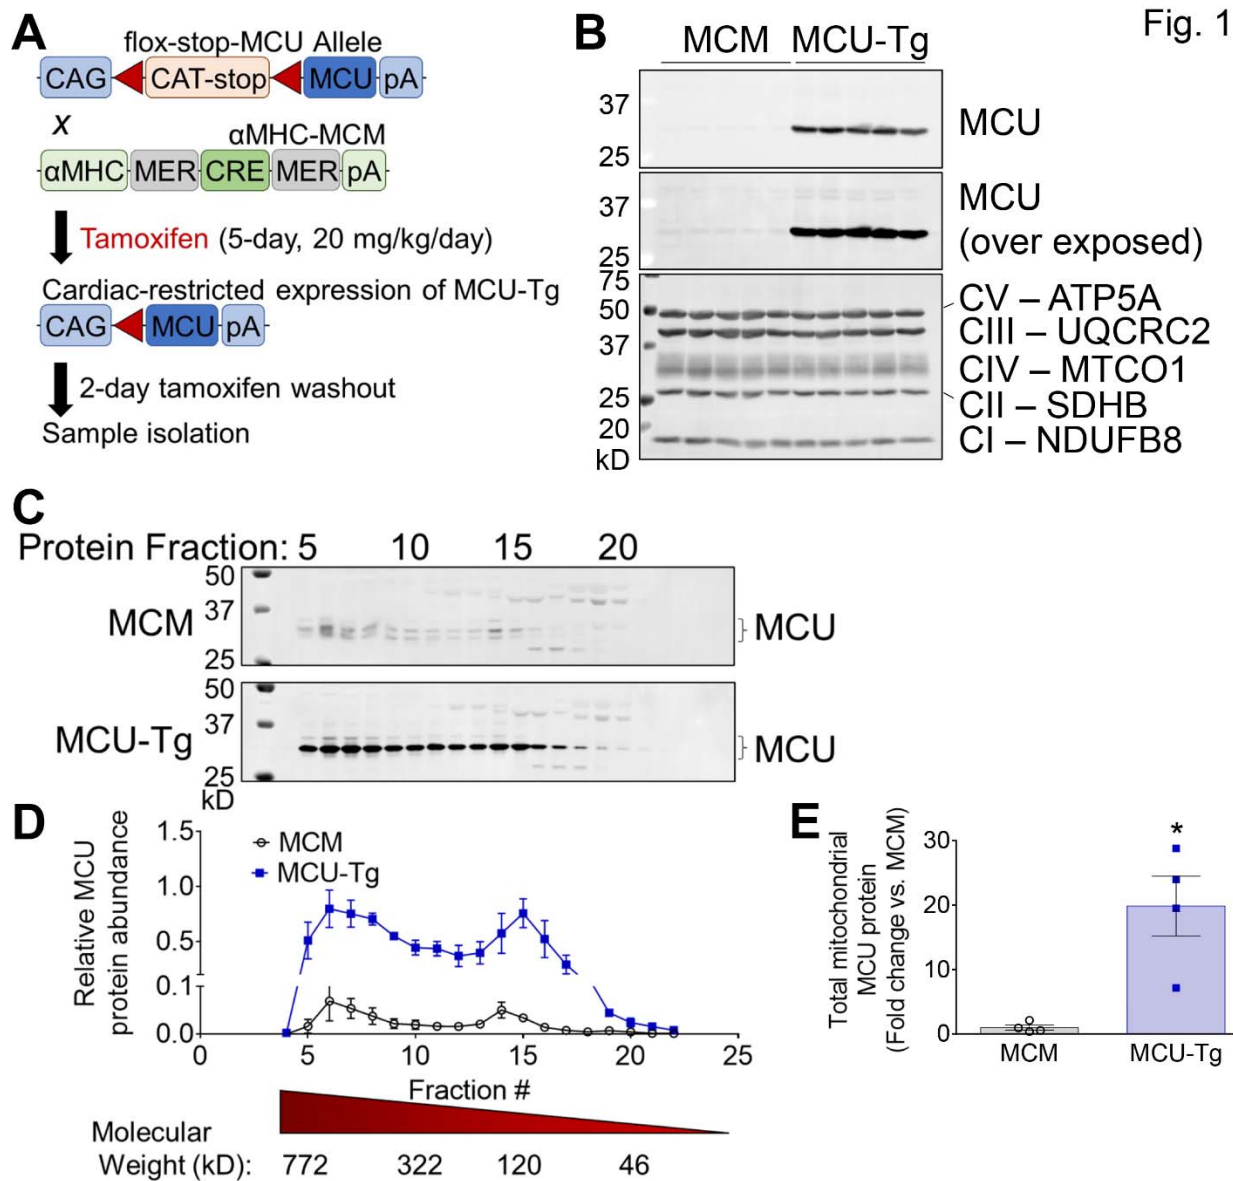 Fig. 1
A
flox-stop-MCU Allele
CAG CAT-stop MCU pA
x
αMHC-MCM
αMHC MER CRE MER pA
Tamoxifen (5-day, 20 mg/kg/day)
Cardiac-restricted expression of MCU-Tg
CAG MCU pA
2-day tamoxifen washout
Sample isolation
B
MCM MCU-Tg
37
MCU
25
37
MCU
(over exposed)
25
75
50
37
25
20
kD
CV – ATP5A
CIII – UQCRC2
CIV – MTCO1
CII – SDHB
CI – NDUFB8
C
Protein Fraction: 5 10 15 20
50
MCM 37 MCU
25
50
MCU-Tg 37 MCU
25
kD
D
Relative MCU
protein abundance
1.5
1.0
0.5
0.1
0.0
MCM
MCU-Tg
0 5 10 15 20 25
Fraction #
Molecular
Weight (kD): 772 322 120 46
E
Total mitochondrial
MCU protein
(Fold change vs. MCM)
30
20
10
0
*
MCM MCU-Tg